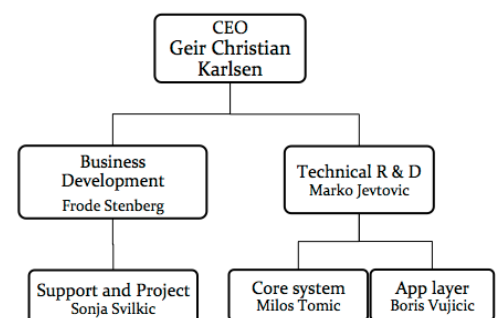 CEO
Geir Christian
Karlsen
Business
Development
Frode Stenberg
Technical R & D
Marko Jevtovic
Support and Project
Sonja Svilkic
Core system
Milos Tomic
App layer
Boris Vujicic